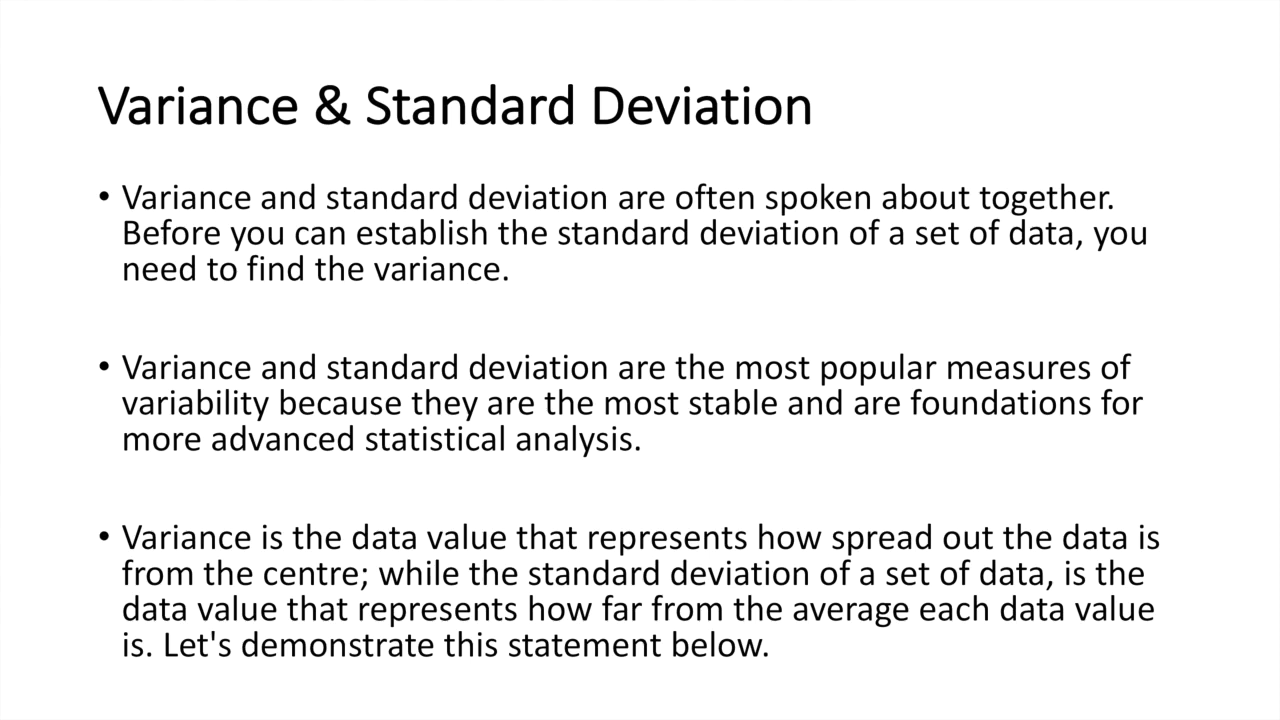 Variance & Standard Deviation
• Variance and standard deviation are often spoken about together.
Before you can establish the standard deviation of a set of data, you
need to find the variance.
• Variance and standard deviation are the most popular measures of
variability because they are the most stable and are foundations for
more advanced statistical analysis.
• Variance is the data value that represents how spread out the data is
from the centre; while the standard deviation of a set of data, is the
data value that represents how far from the average each data value
is. Let's demonstrate this statement below.